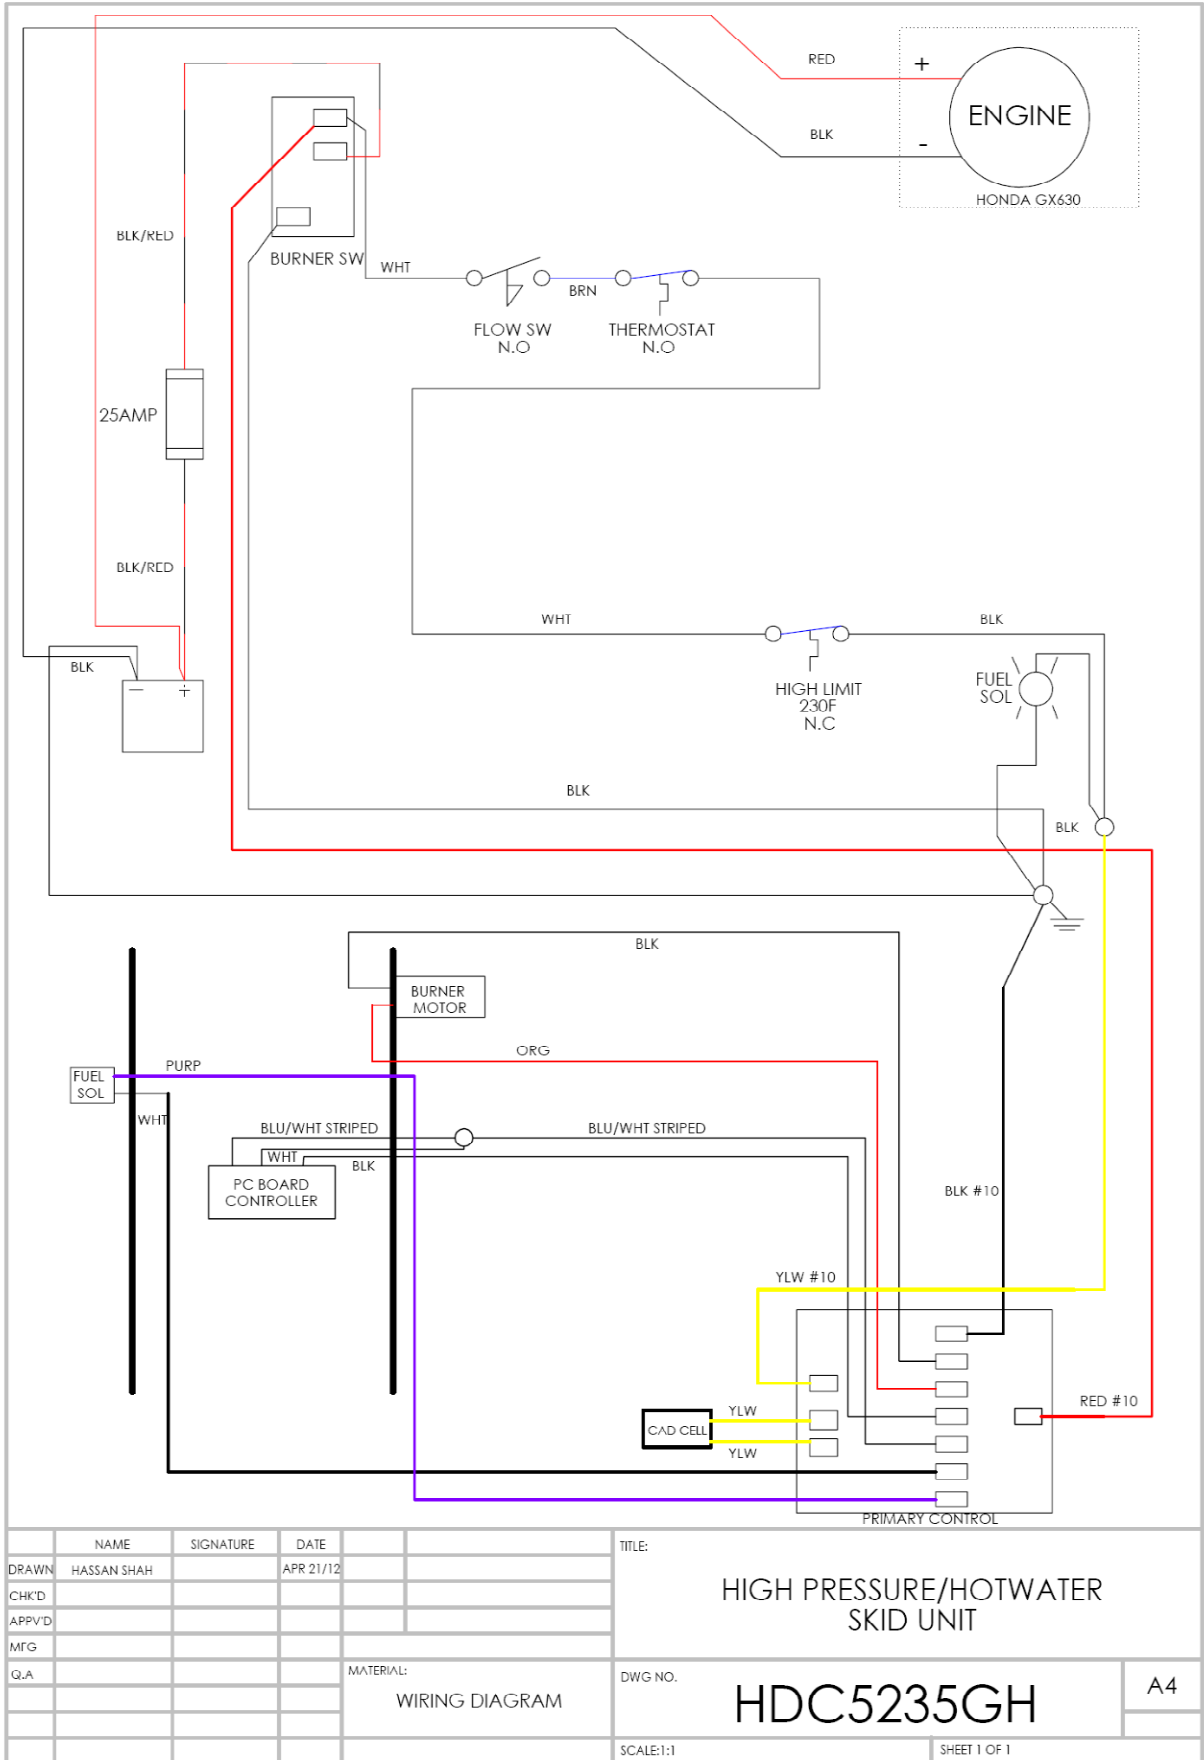 RED
+
ENGINE
BLK
-
HONDA GX630
BLK/RED
BURNER SW
WHT
BRN
FLOW SW
N.O
THERMOSTAT
N.O
25AMP
BLK/RED
WHT
BLK
BLK
HIGH LIMIT
230F
N.C
FUEL
SOL
BLK
BLK
BLK
BURNER
MOTOR
ORG
PURP
FUEL
SOL
WHT
BLU/WHT STRIPED
BLU/WHT STRIPED
WHT
BLK
PC BOARD
CONTROLLER
BLK #10
YLW #10
RED #10
YLW
CAD CELL
YLW
PRIMARY CONTROL
NAME SIGNATURE DATE
DRAWN HASSAN SHAH APR 21/12
CHK'D
APPV'D
MFG
Q.A
MATERIAL:
WIRING DIAGRAM
TITLE:
HIGH PRESSURE/HOTWATER
SKID UNIT
DWG NO.
HDC5235GH
A4
SCALE:1:1
SHEET 1 OF 1